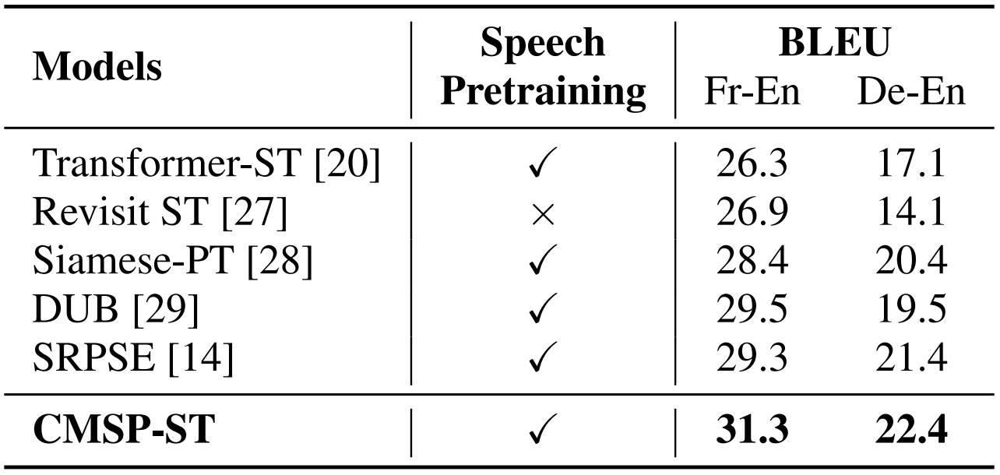 Models Speech Pretraining BLEU
Fr-En De-En
Transformer-ST [20] ✓ 26.3 17.1
Revisit ST [27] × 26.9 14.1
Siamese-PT [28] ✓ 28.4 20.4
DUB [29] ✓ 29.5 19.5
SRPSE [14] ✓ 29.3 21.4
CMSP-ST ✓ 31.3 22.4